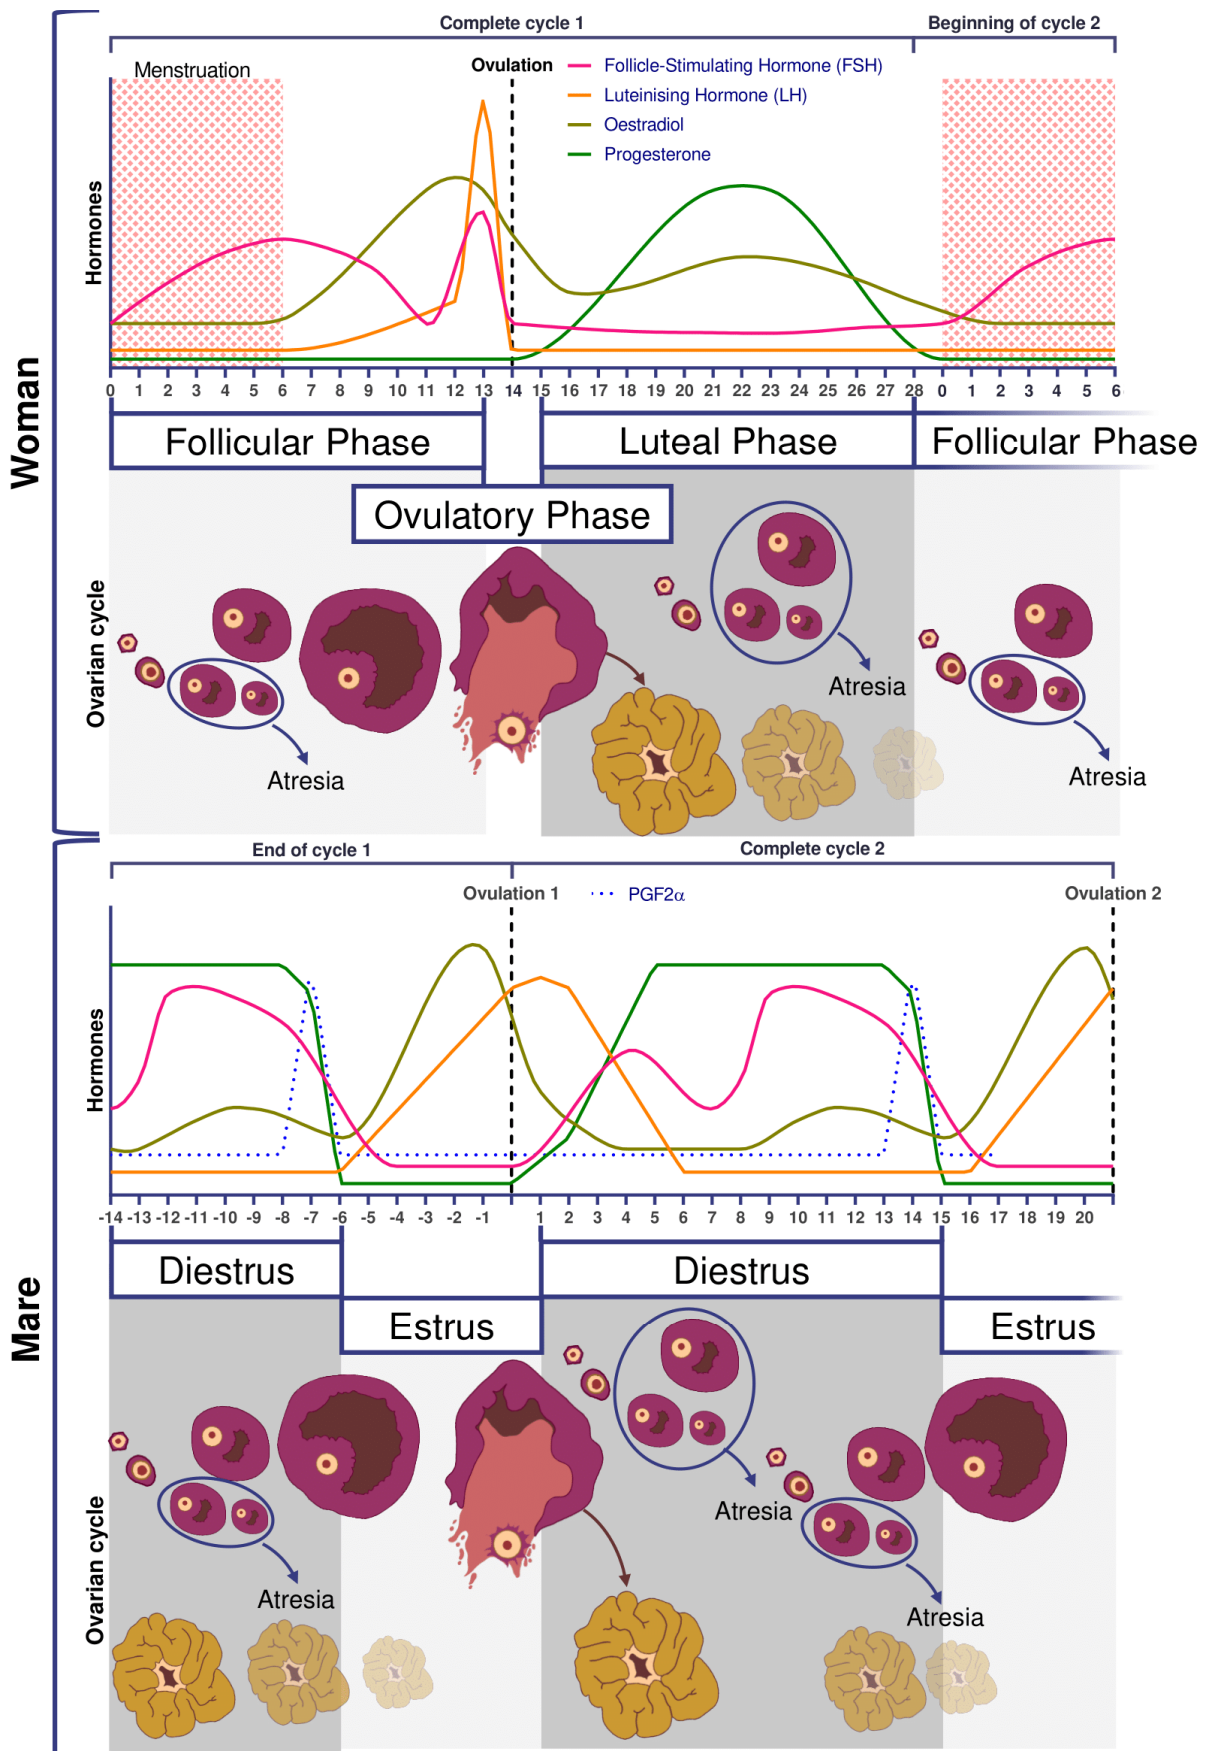 Complete cycle 1
Beginning of cycle 2
Menstruation
Ovulation
Follicle-Stimulating Hormone (FSH)
Luteinising Hormone (LH)
Oestradiol
Progesterone
Hormones
0 1 2 3 4 5 6 7 8 9 10 11 12 13 14 15 16 17 18 19 20 21 22 23 24 25 26 27 28 0 1 2 3 4 5 6
Woman
Follicular Phase
Luteal Phase
Follicular Phase
Ovulatory Phase
Ovarian cycle
Atresia
Atresia
Atresia
End of cycle 1
Complete cycle 2
Ovulation 1
PGF2α
Ovulation 2
Hormones
-14 -13 -12 -11 -10 -9 -8 -7 -6 -5 -4 -3 -2 -1 1 2 3 4 5 6 7 8 9 10 11 12 13 14 15 16 17 18 19 20
Mare
Diestrus
Diestrus
Estrus
Estrus
Ovarian cycle
Atresia
Atresia
Atresia